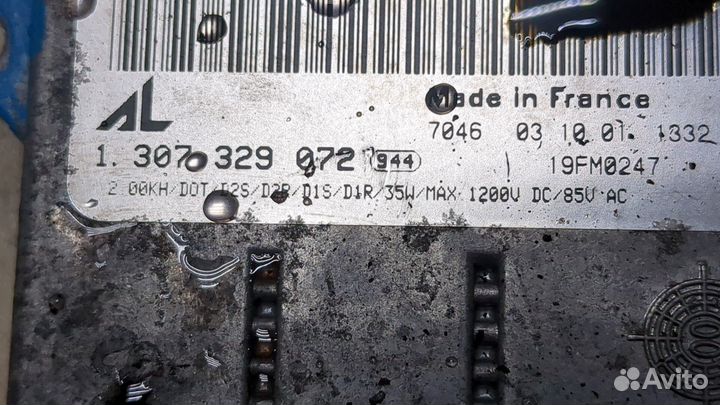 AL
Made in France
7046 03 10 01 1332
1. 307 329 072 944 19FM0247
2.00KH/DOT/D2S/D2R/D1S/D1R/35W/MAX 1200V DC/85V AC
Avito